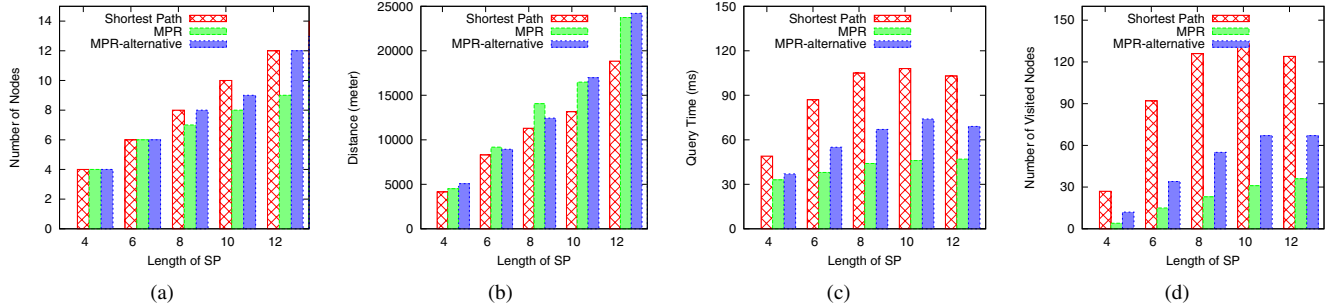 Number of Nodes
14
12
10
8
6
4
2
0
Shortest Path
MPR
MPR-alternative
4 6 8 10 12
Length of SP
(a)
Distance (meter)
25000
20000
15000
10000
5000
0
Shortest Path
MPR
MPR-alternative
4 6 8 10 12
Length of SP
(b)
Query Time (ms)
150
120
90
60
30
0
Shortest Path
MPR
MPR-alternative
4 6 8 10 12
Length of SP
(c)
Number of Visited Nodes
150
120
90
60
30
0
Shortest Path
MPR
MPR-alternative
4 6 8 10 12
Length of SP
(d)